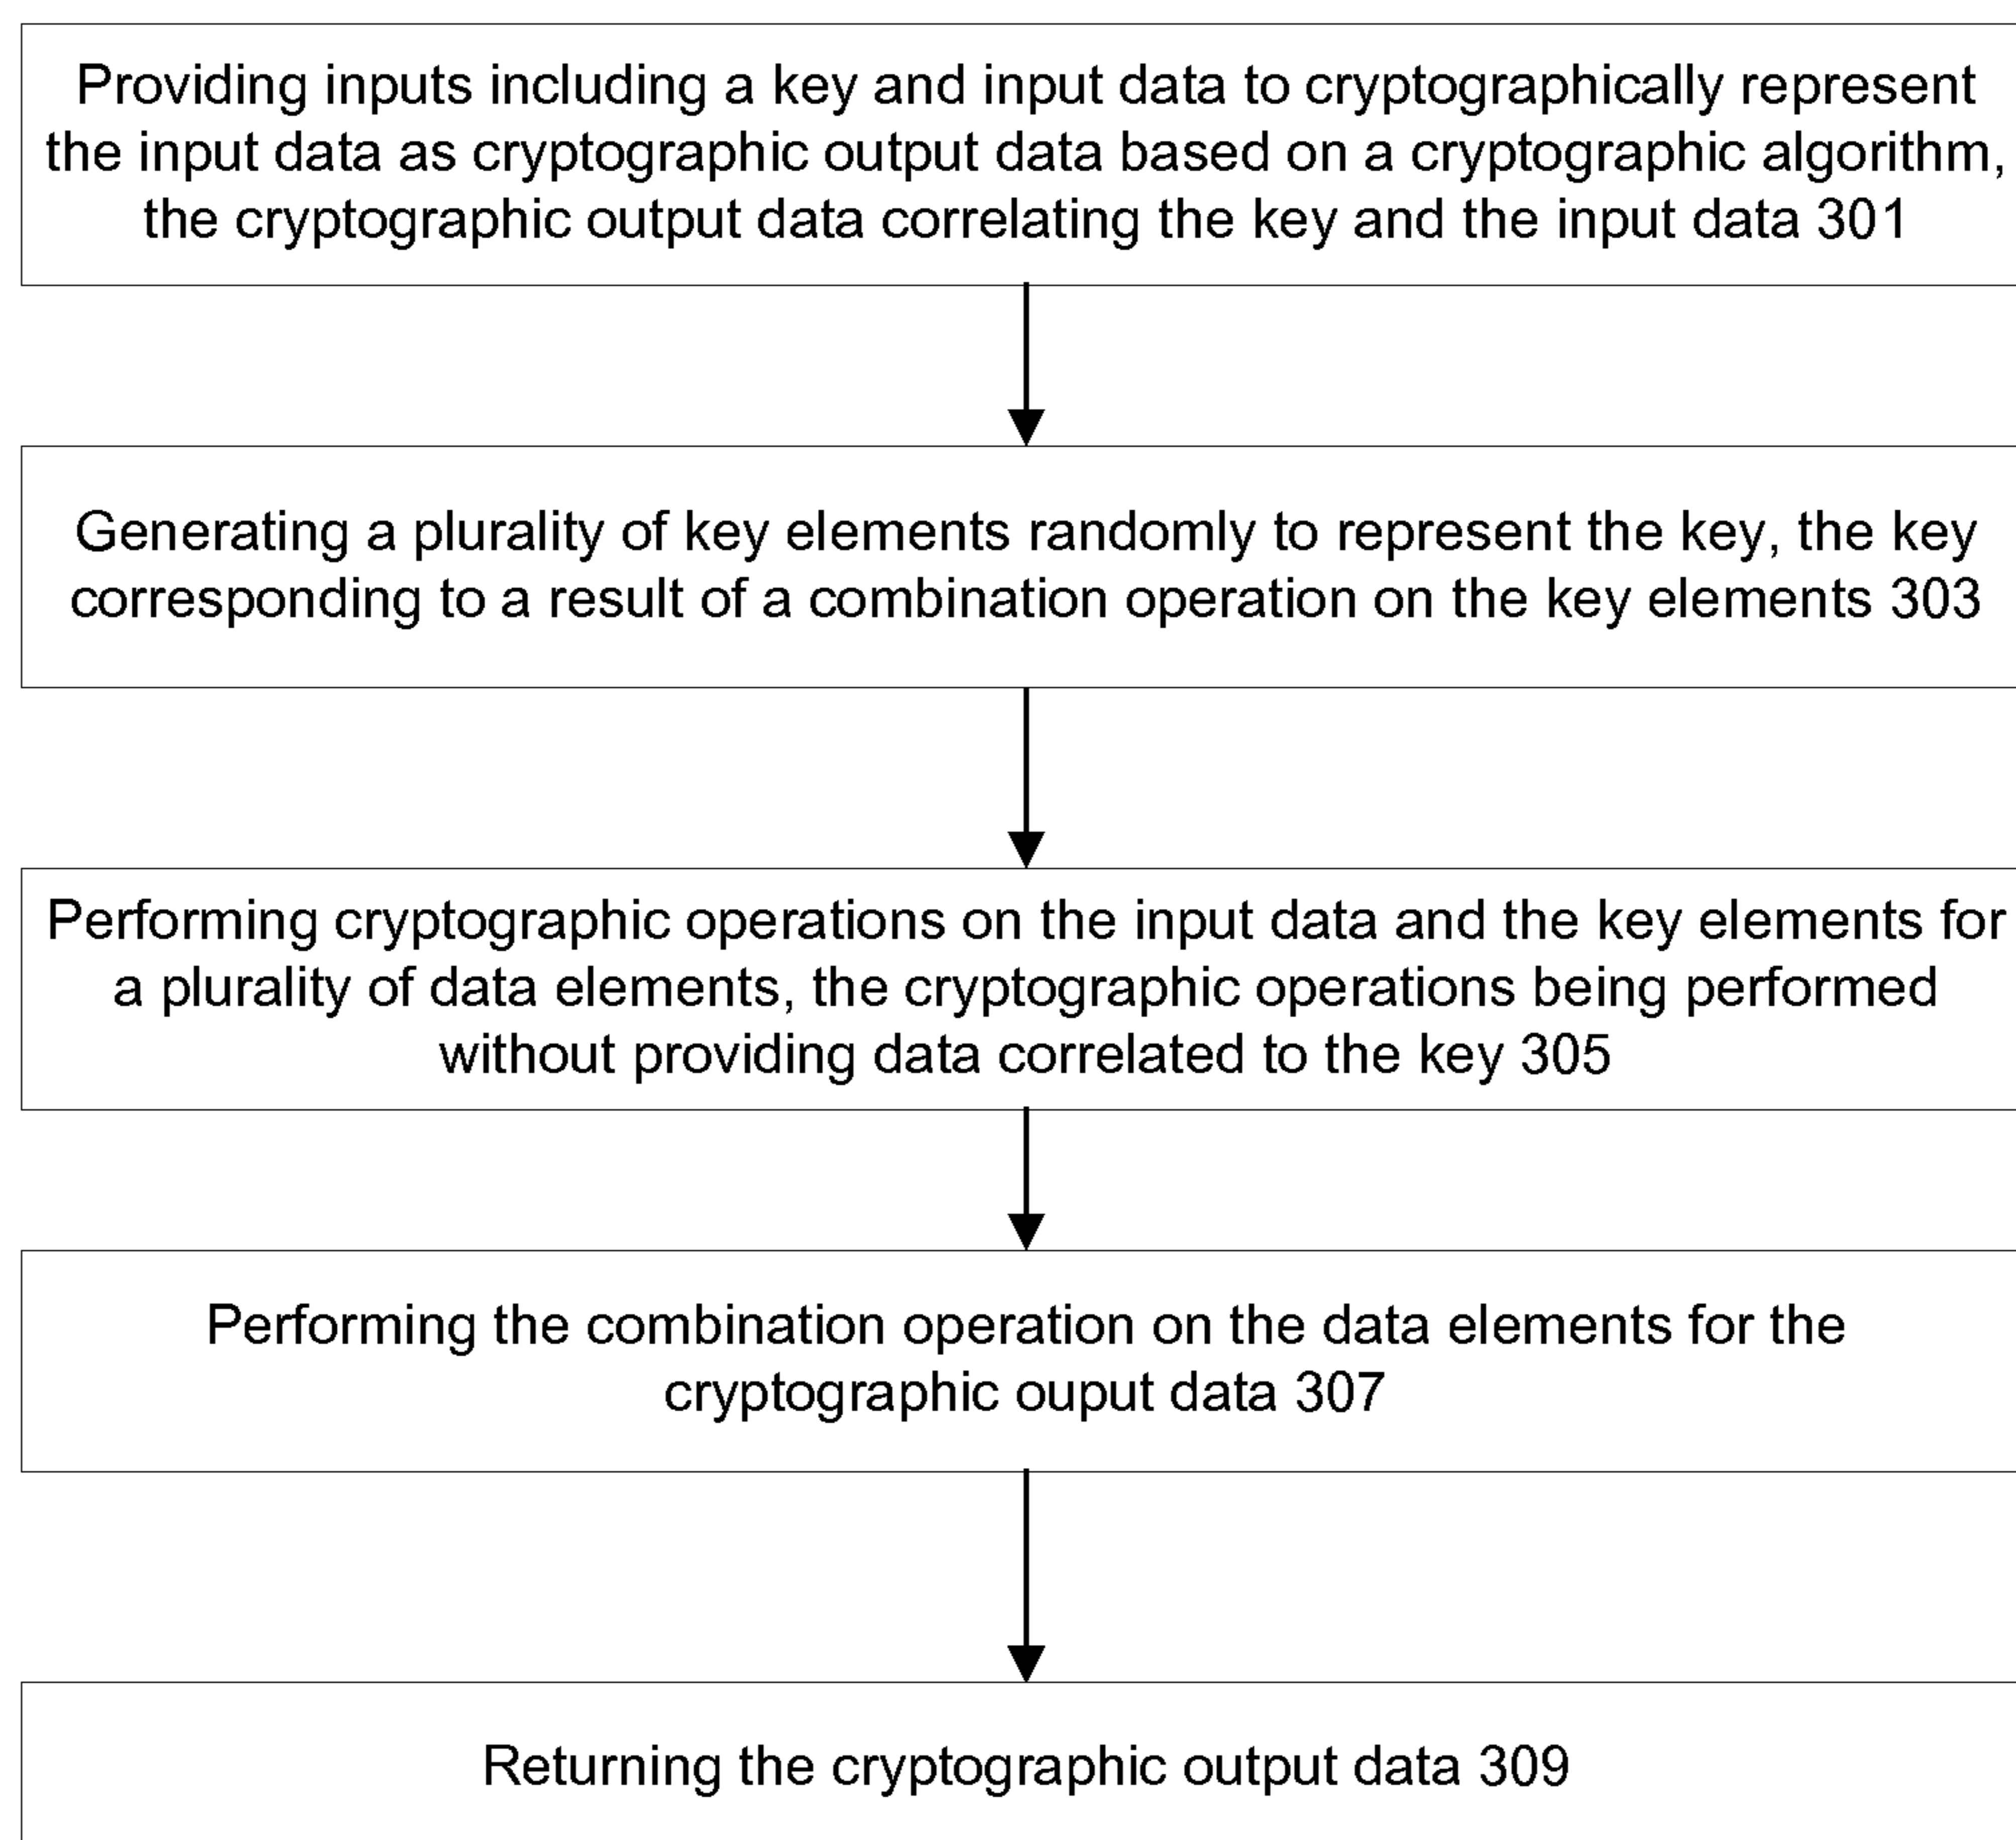 Providing inputs including a key and input data to cryptographically represent
the input data as cryptographic output data based on a cryptographic algorithm,
the cryptographic output data correlating the key and the input data 301
Generating a plurality of key elements randomly to represent the key, the key
corresponding to a result of a combination operation on the key elements 303
Performing cryptographic operations on the input data and the key elements for
a plurality of data elements, the cryptographic operations being performed
without providing data correlated to the key 305
Performing the combination operation on the data elements for the
cryptographic ouput data 307
Returning the cryptographic output data 309